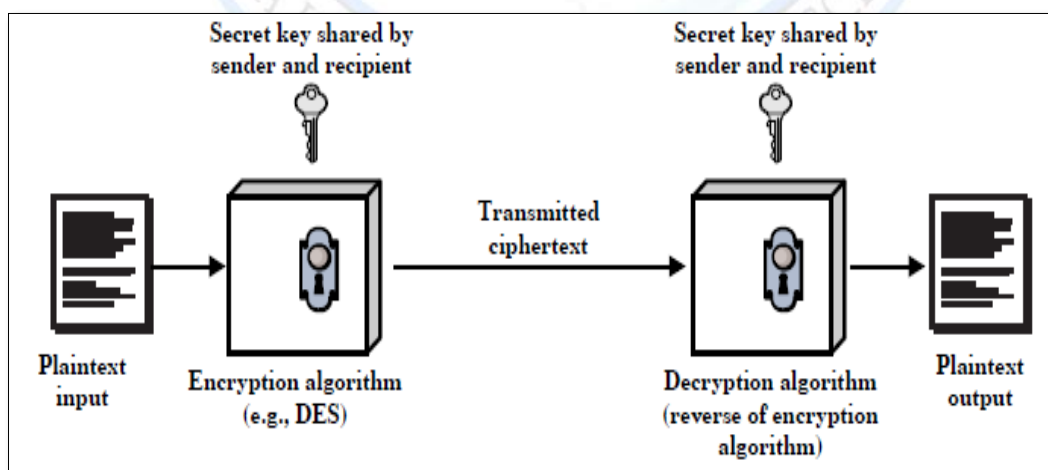 Secret key shared by
sender and recipient
Secret key shared by
sender and recipient
Transmitted
ciphertext
Plaintext
input
Encryption algorithm
(e.g., DES)
Decryption algorithm
(reverse of encryption
algorithm)
Plaintext
output